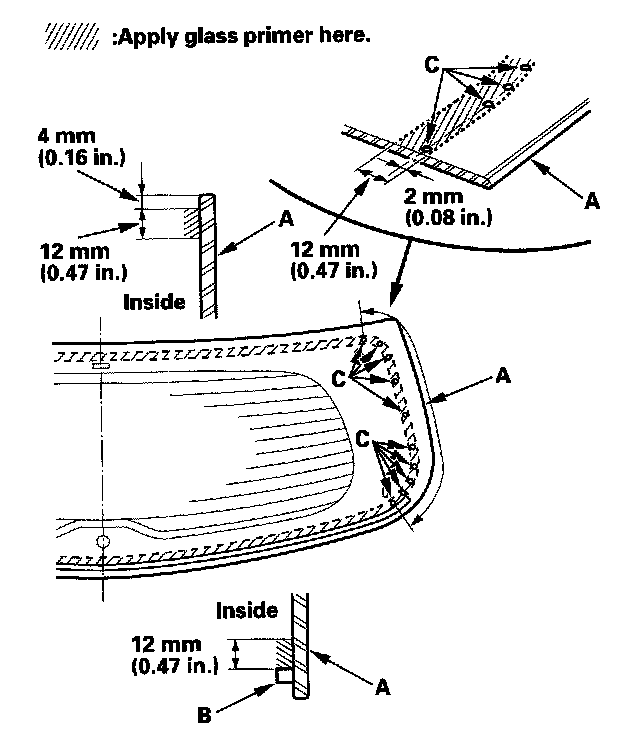 :Apply glass primer here.
C
4 mm
(0.16 in.)
A
2 mm
(0.08 in.)
A
12 mm
(0.47 in.)
12 mm
(0.47 in.)
Inside
C
A
C
Inside
12 mm
(0.47 in.)
A
B